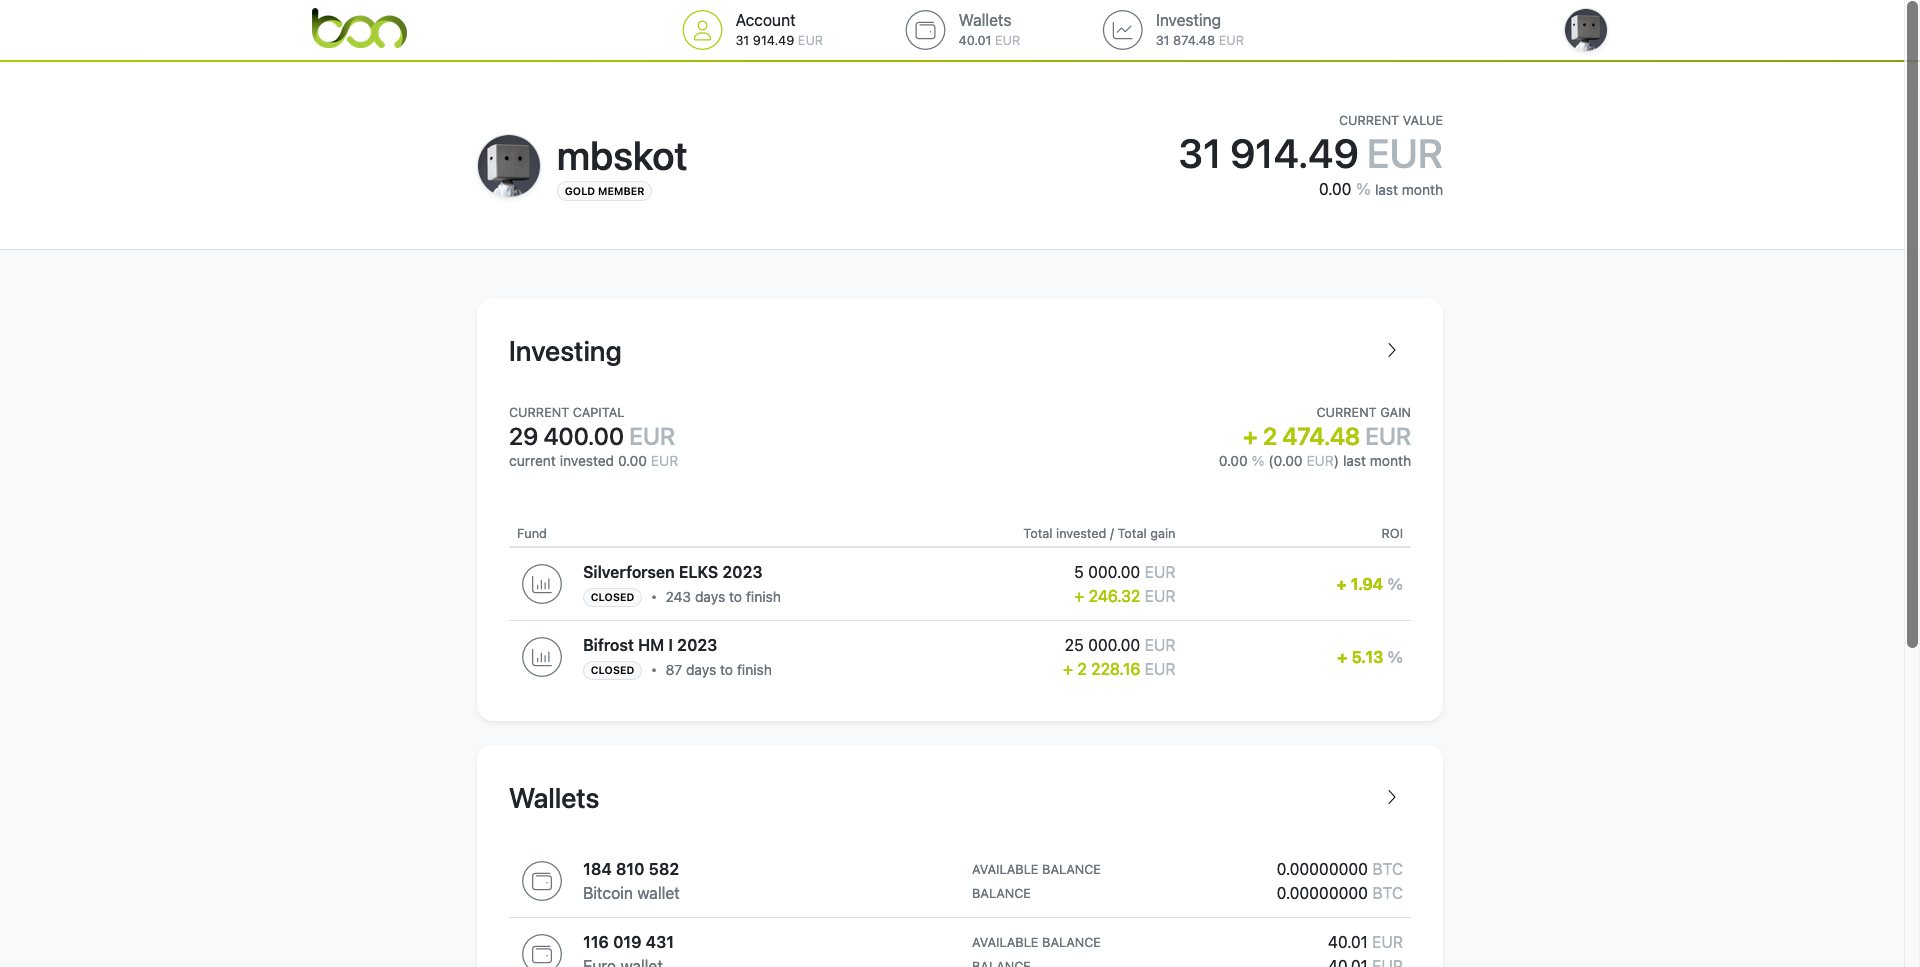 bon
Account
31 914.49 EUR
Wallets
40.01 EUR
Investing
31 874.48 EUR
mbskot
GOLD MEMBER
CURRENT VALUE
31 914.49 EUR
0.00 % last month
Investing
CURRENT CAPITAL
29 400.00 EUR
current invested 0.00 EUR
CURRENT GAIN
+ 2 474.48 EUR
0.00 % (0.00 EUR) last month
Fund Total invested / Total gain ROI
Silverforsen ELKS 2023
CLOSED • 243 days to finish
5 000.00 EUR
+ 246.32 EUR
+ 1.94 %
Bifrost HM I 2023
CLOSED • 87 days to finish
25 000.00 EUR
+ 2 228.16 EUR
+ 5.13 %
Wallets
184 810 582
Bitcoin wallet
AVAILABLE BALANCE 0.00000000 BTC
BALANCE 0.00000000 BTC
116 019 431
Euro wallet
AVAILABLE BALANCE 40.01 EUR
BALANCE 40.01 EUR